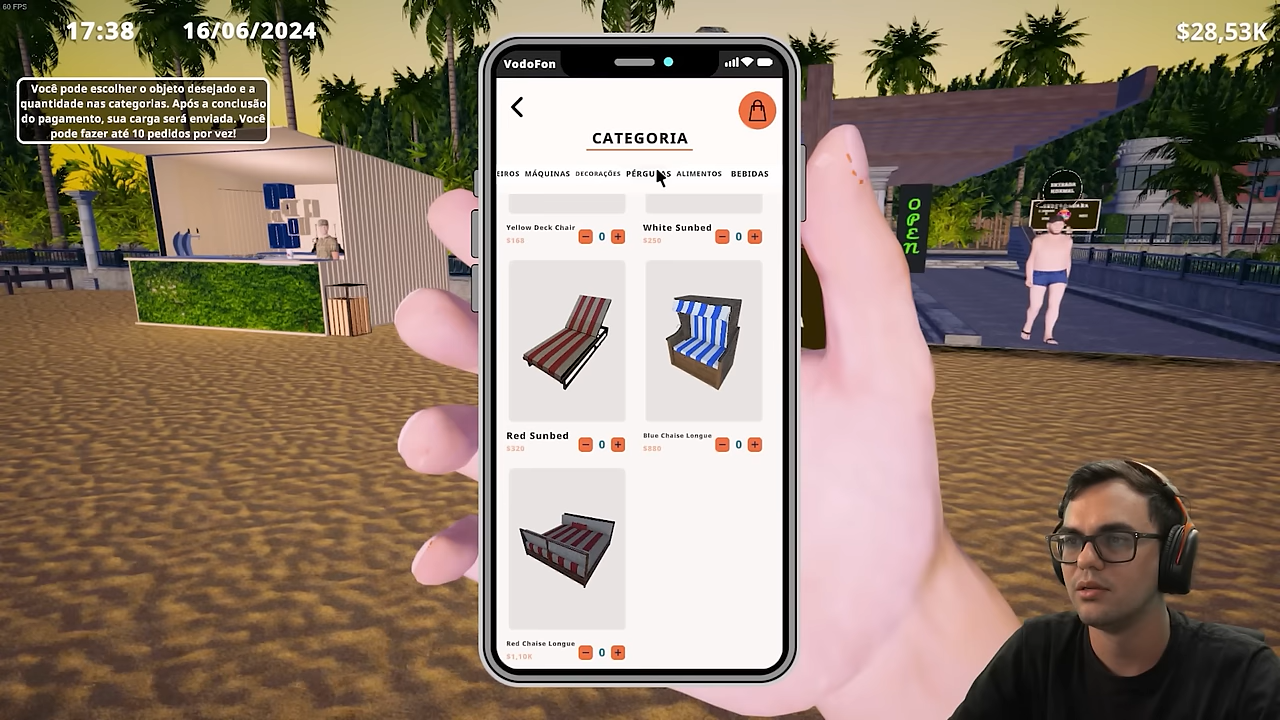 60 FPS
17:38 16/06/2024
$28,53K
Você pode escolher o objeto desejado e a
quantidade nas categorias. Após a conclusão
do pagamento, sua carga será enviada. Você
pode fazer até 10 pedidos por vez!
VodoFon
CATEGORIA
EIROS MÁQUINAS DECORAÇÕES ALIMENTOS BEBIDAS
Yellow Deck Chair
$168
0
White Sunbed
$250
0
Red Sunbed
$320
0
Blue Chaise Longue
$880
0
Red Chaise Longue
$1,10K
0
OPEN
ENTRADA
NORMAL